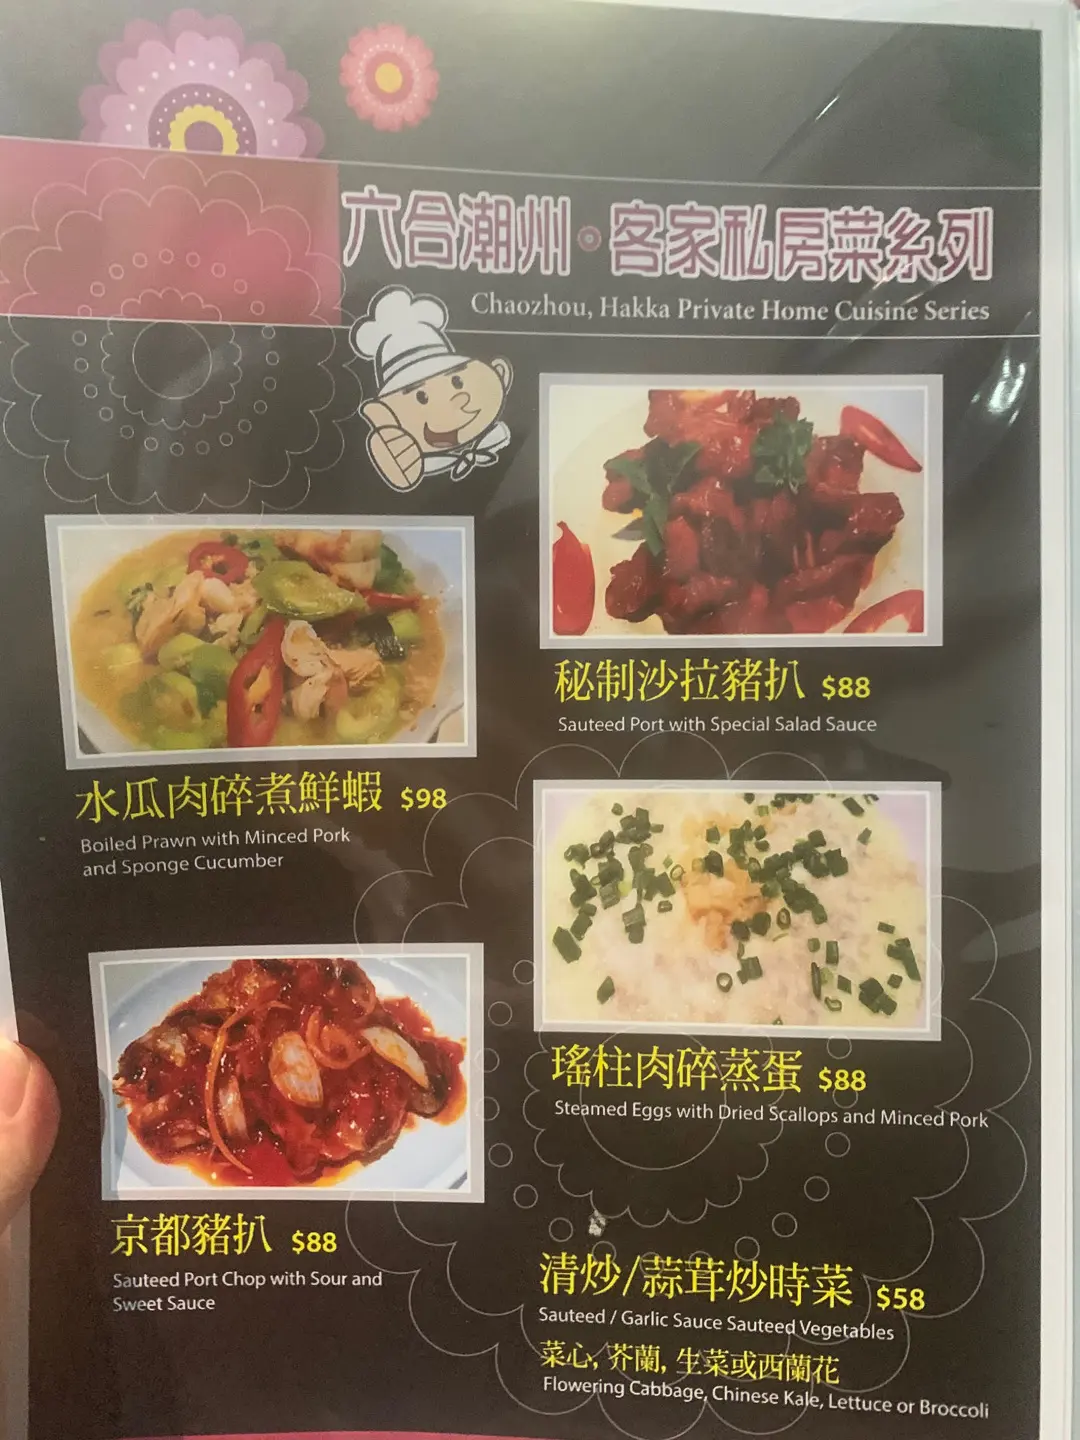 六合潮州·客家私房菜系列
Chaozhou, Hakka Private Home Cuisine Series
秘制沙拉豬扒 $88
Sauteed Port with Special Salad Sauce
水瓜肉碎煮鮮蝦 $98
Boiled Prawn with Minced Pork
and Sponge Cucumber
瑤柱肉碎蒸蛋 $88
Steamed Eggs with Dried Scallops and Minced Pork
京都豬扒 $88
Sauteed Port Chop with Sour and
Sweet Sauce
清炒/蒜茸炒時菜 $58
Sauteed / Garlic Sauce Sauteed Vegetables
菜心, 芥蘭, 生菜或西蘭花
Flowering Cabbage, Chinese Kale, Lettuce or Broccoli